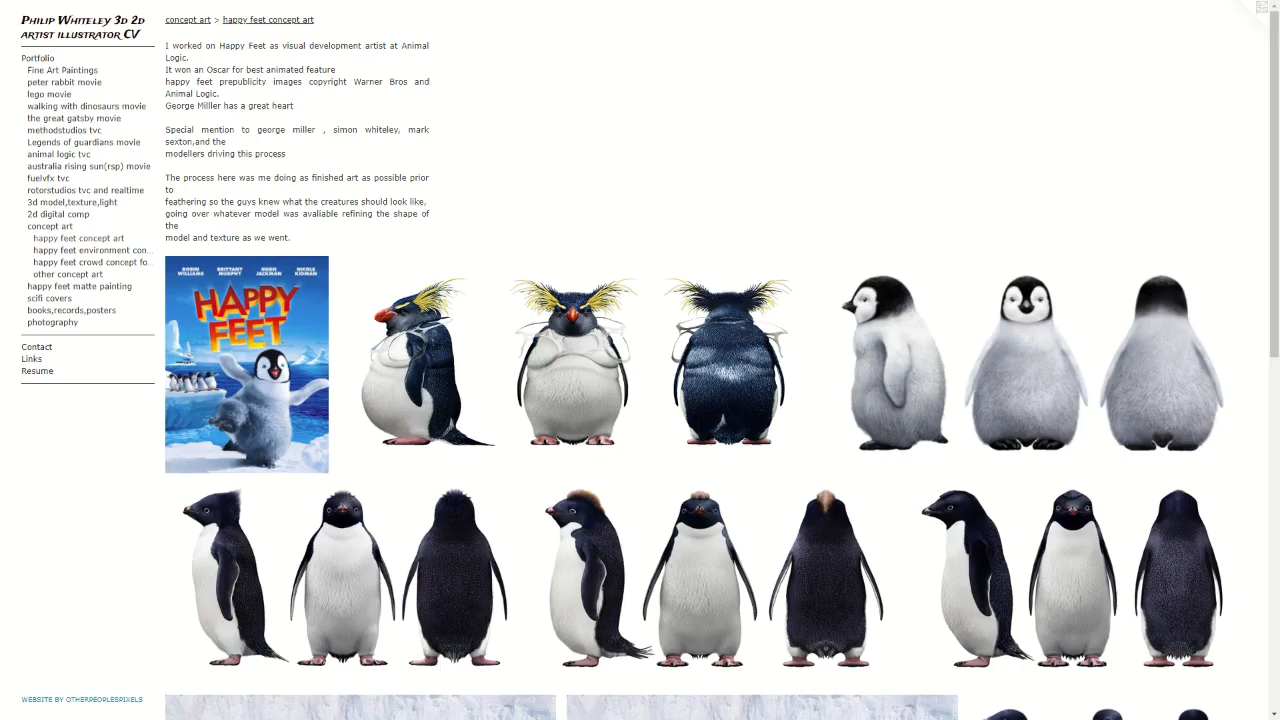 Philip Whiteley 3d 2d
artist illustrator CV
Portfolio
Fine Art Paintings
peter rabbit movie
lego movie
walking with dinosaurs movie
the great gatsby movie
methodstudios tvc
Legends of guardians movie
animal logic tvc
australia rising sun(rsp) movie
fuelvfx tvc
rotorstudios tvc and realtime
3d model,texture,light
2d digital comp
concept art
happy feet concept art
happy feet environment con...
happy feet crowd concept fo...
other concept art
happy feet matte painting
scifi covers
books,records,posters
photography
Contact
Links
Resume
WEBSITE BY OTHERPEOPLESPIXELS
concept art > happy feet concept art
I worked on Happy Feet as visual development artist at Animal
Logic.
It won an Oscar for best animated feature
happy feet prepublicity images copyright Warner Bros and
Animal Logic.
George Milller has a great heart
Special mention to george miller , simon whiteley, mark
sexton,and the
modellers driving this process
The process here was me doing as finished art as possible prior
to
feathering so the guys knew what the creatures should look like,
going over whatever model was avaliable refining the shape of
the
model and texture as we went.
ROBIN WILLIAMS BRITTANY MURPHY HUGH JACKMAN NICOLE KIDMAN
HAPPY
FEET